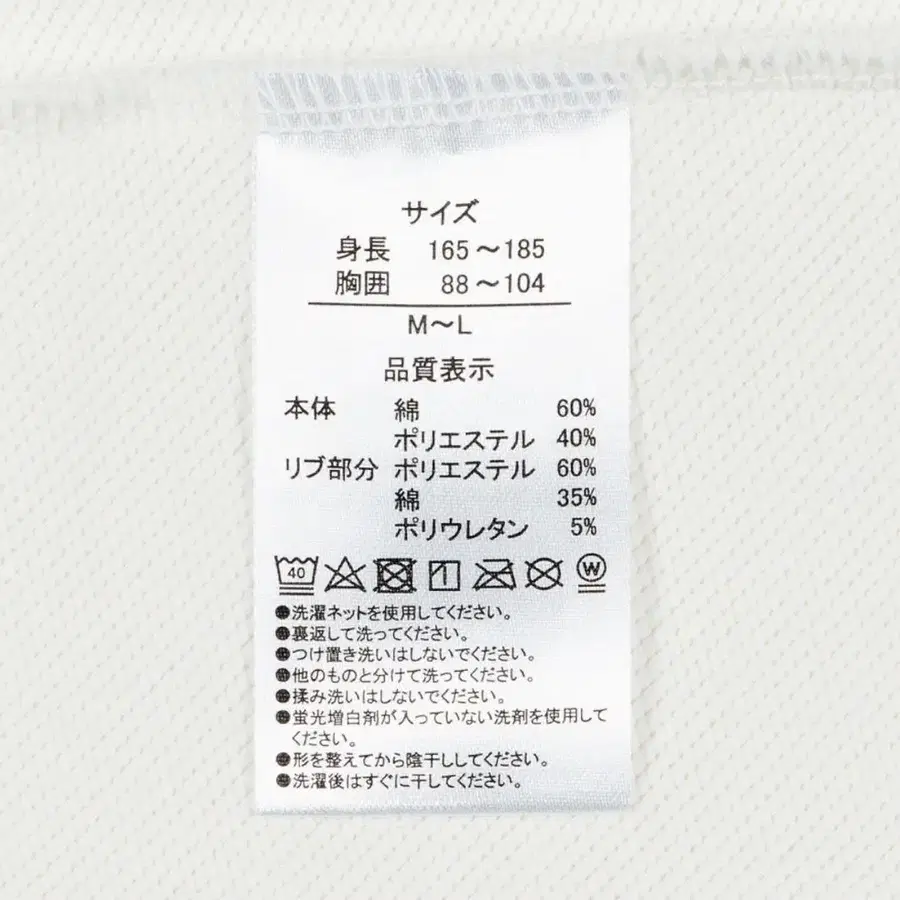 サイズ
身長 165～185
胸囲 88～104
M～L
品質表示
本体 綿 60%
ポリエステル 40%
リブ部分 ポリエステル 60%
綿 35%
ポリウレタン 5%
40 W
●洗濯ネットを使用してください。
●裏返して洗ってください。
●つけ置き洗いはしないでください。
●他のものと分けて洗ってください。
●揉み洗いはしないでください。
●蛍光増白剤が入っていない洗剤を使用して
ください。
●形を整えてから陰干ししてください。
●洗濯後はすぐに干してください。